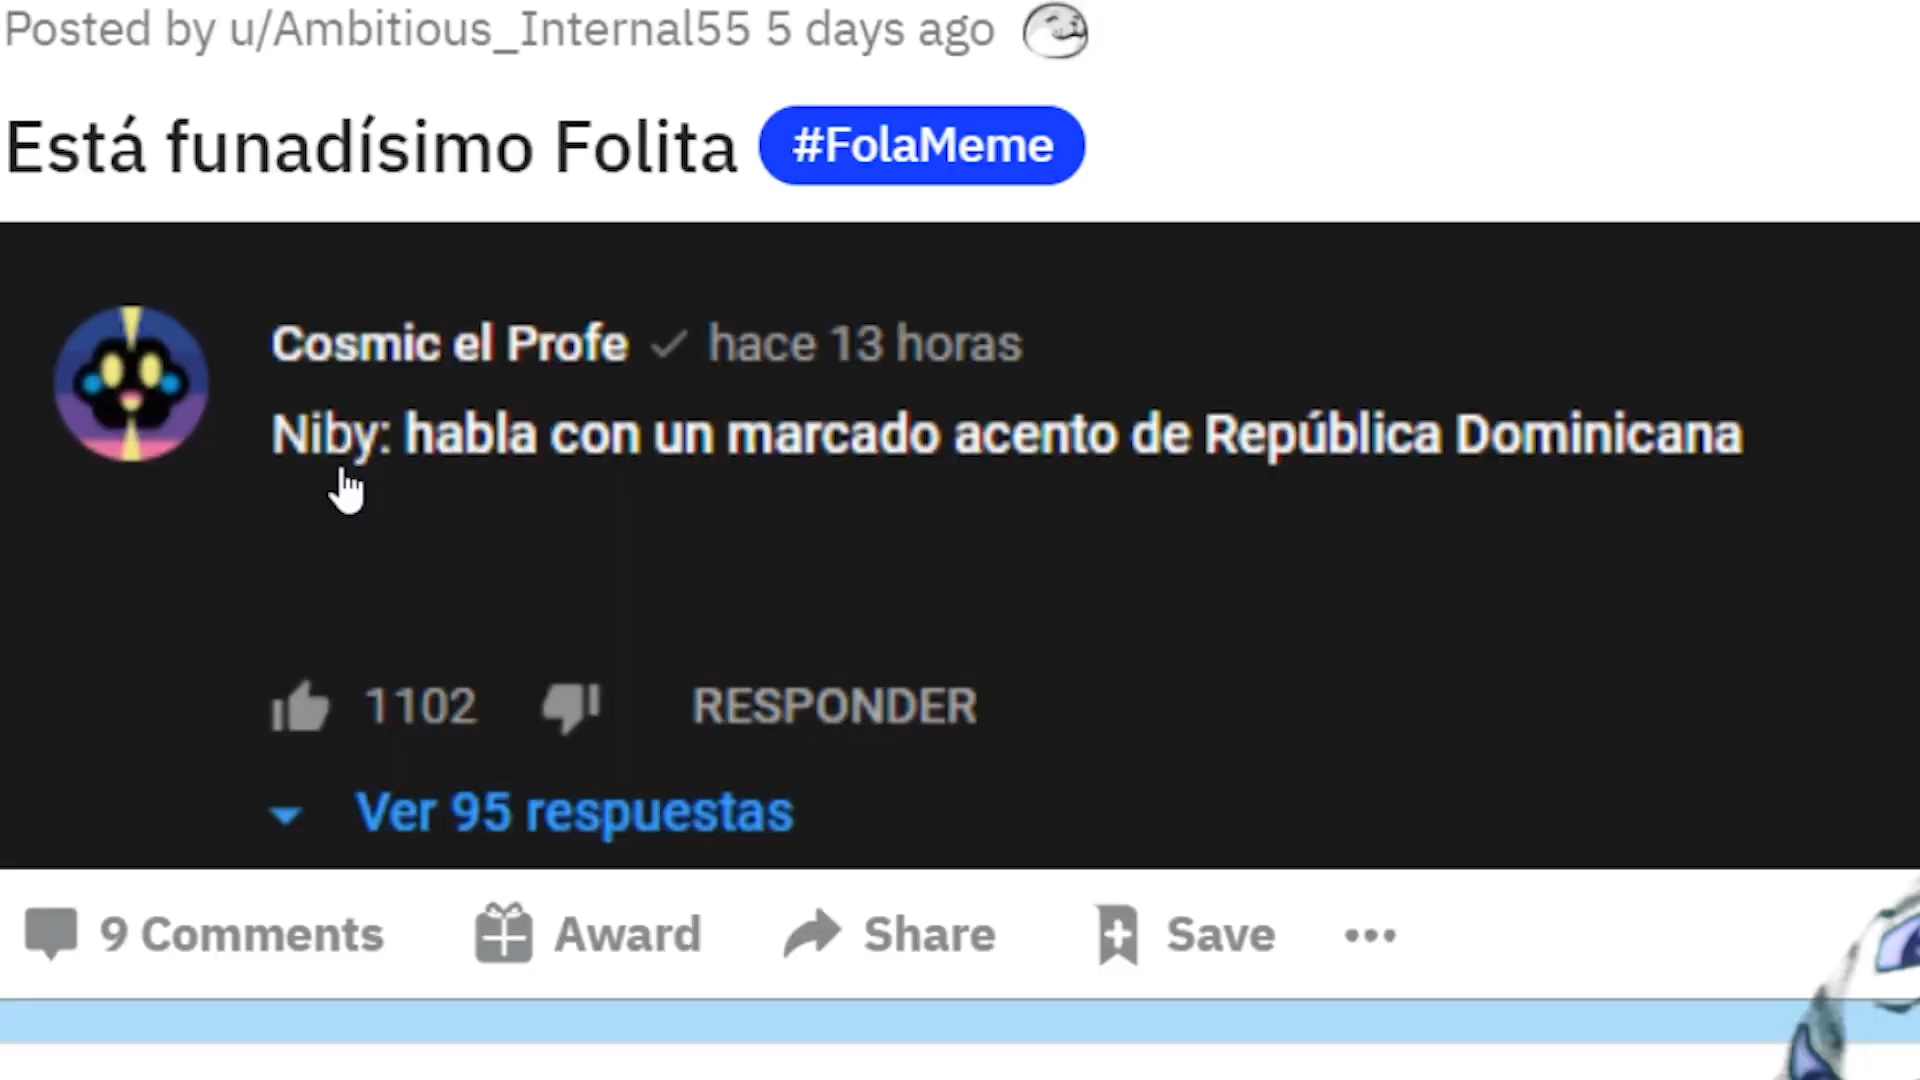 Posted by u/Ambitious_Internal55 5 days ago
Está funadísimo Folita #FolaMeme
Cosmic el Profe hace 13 horas
Niby: habla con un marcado acento de República Dominicana
1102 RESPONDER
Ver 95 respuestas
9 Comments Award Share Save